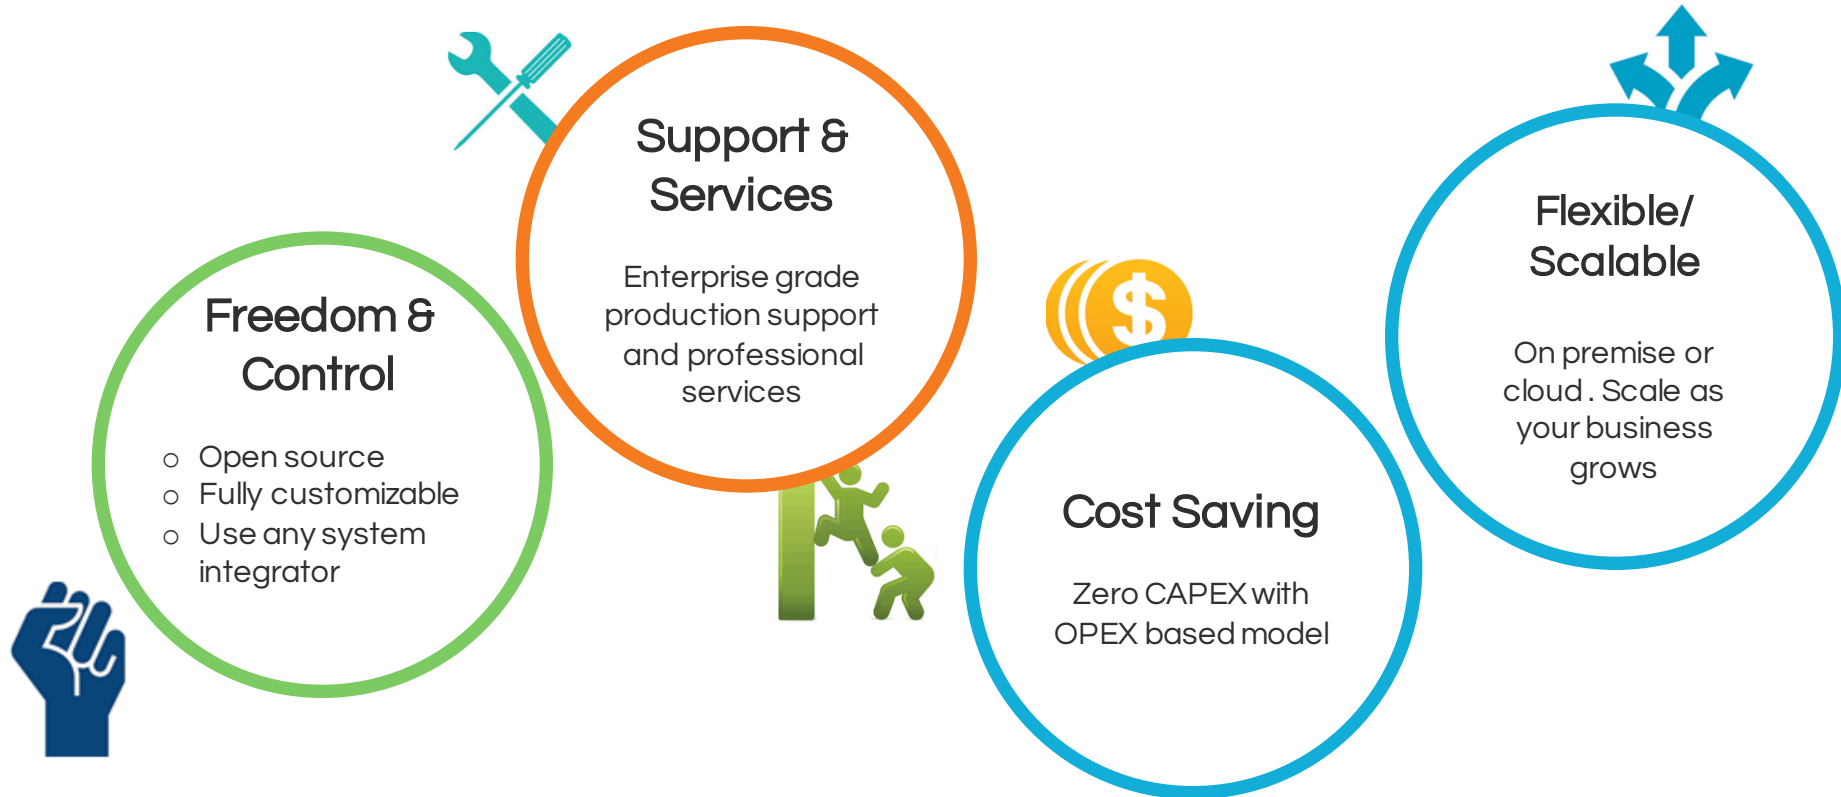 Freedom &
Control
○ Open source
○ Fully customizable
○ Use any system
integrator
Support &
Services
Enterprise grade
production support
and professional
services
$
Cost Saving
Zero CAPEX with
OPEX based model
Flexible/
Scalable
On premise or
cloud . Scale as
your business
grows